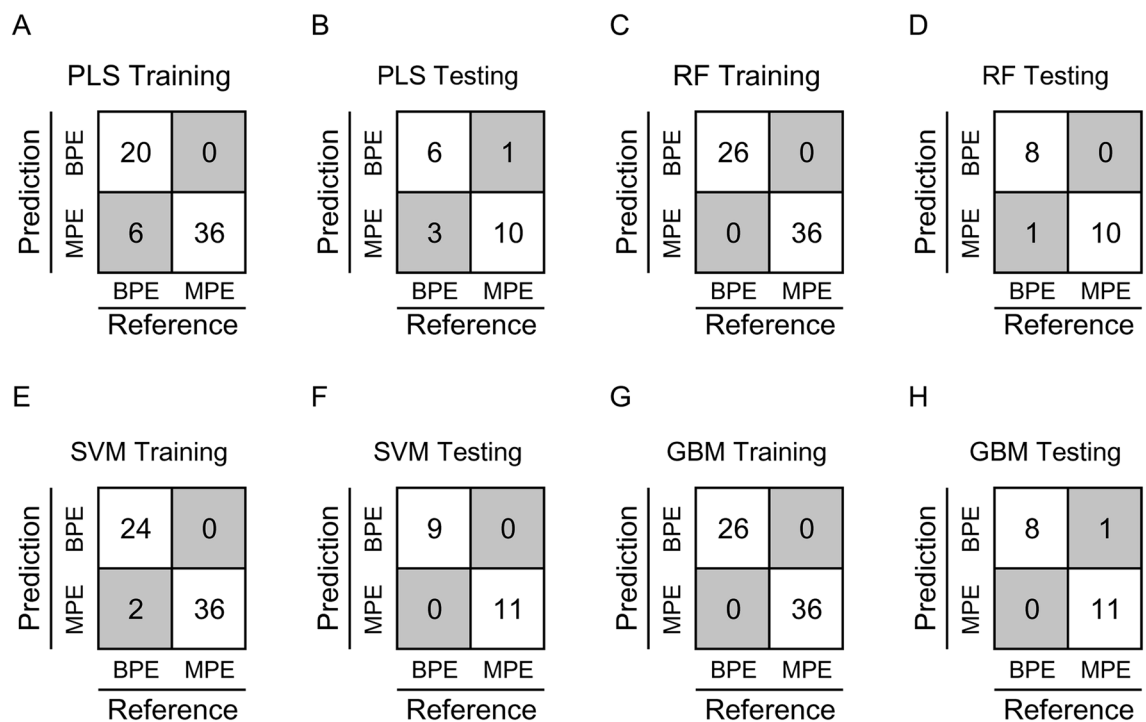 A
B
C
D
PLS Training
PLS Testing
RF Training
RF Testing
Prediction
BPE
MPE
20 0
6 36
BPE MPE
Reference
Prediction
BPE
MPE
6 1
3 10
BPE MPE
Reference
Prediction
BPE
MPE
26 0
0 36
BPE MPE
Reference
Prediction
BPE
MPE
8 0
1 10
BPE MPE
Reference
E
F
G
H
SVM Training
SVM Testing
GBM Training
GBM Testing
Prediction
BPE
MPE
24 0
2 36
BPE MPE
Reference
Prediction
BPE
MPE
9 0
0 11
BPE MPE
Reference
Prediction
BPE
MPE
26 0
0 36
BPE MPE
Reference
Prediction
BPE
MPE
8 1
0 11
BPE MPE
Reference